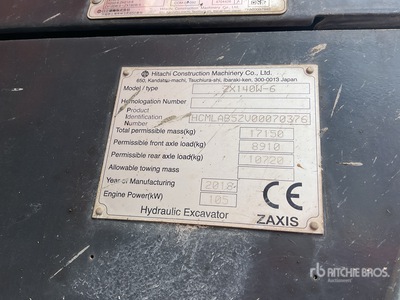 Hitachi Construction Machinery Co., Ltd.
650, Kandatsu-machi, Tsuchiura-shi, Ibaraki-ken, 300-0013 Japan
Model / type ZX140W-6
Homologation Number
Product
Identification HCMLAB52V00070376
Number
Total permissible mass(kg) 17150
Permissible front axle load(kg) 8910
Permissible rear axle load(kg) 10720
Allowable towing mass
Year of Manufacturing 2018
Engine Power(kW) 105
CE
Hydraulic Excavator ZAXIS
rb RITCHIE BROS.
Auctioneers